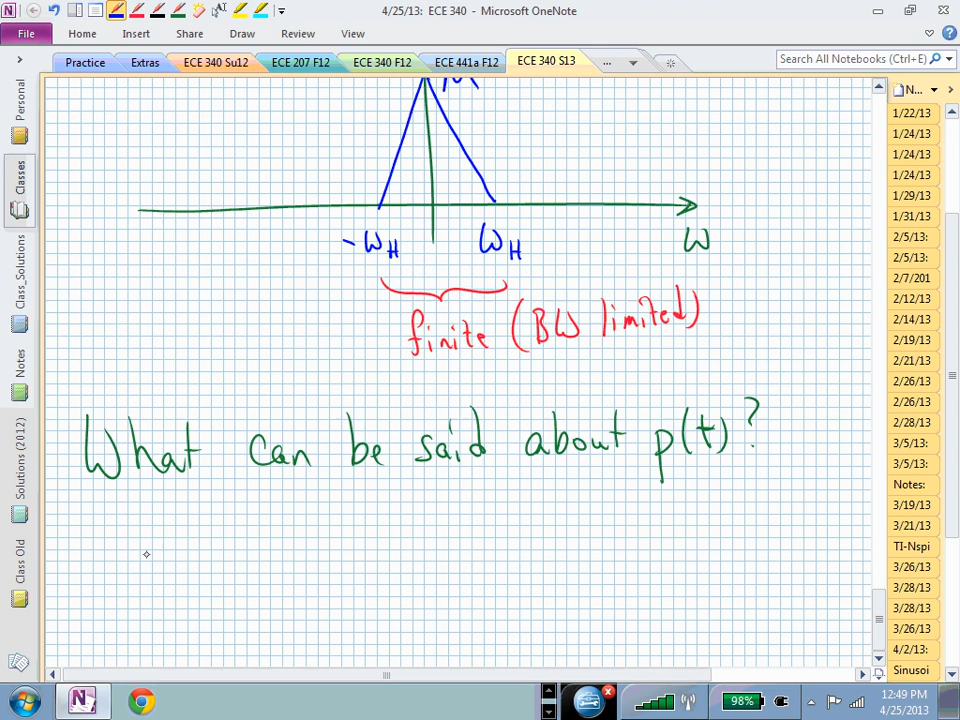 4/25/13: ECE 340 - Microsoft OneNote
File Home Insert Share Draw Review View
Practice Extras ECE 340 Su12 ECE 207 F12 ECE 340 F12 ECE 441a F12 ECE 340 S13 ... Search All Notebooks (Ctrl+E)
Personal
Classes
Class_Solutions
Notes
Solutions (2012)
Class Old
-ωH ωH ω
finite (BW limited)
What can be said about p(t)?
N...
1/22/13
1/24/13
1/24/13
1/24/13
1/29/13
1/31/13
2/5/13:
2/5/13:
2/7/201
2/12/13
2/14/13
2/19/13
2/21/13
2/26/13
2/26/13
2/28/13
3/5/13:
3/5/13:
Notes:
3/19/13
3/21/13
TI-Nspi
3/26/13
3/28/13
3/28/13
3/26/13
4/2/13:
Sinusoi
98%
12:49 PM
4/25/2013